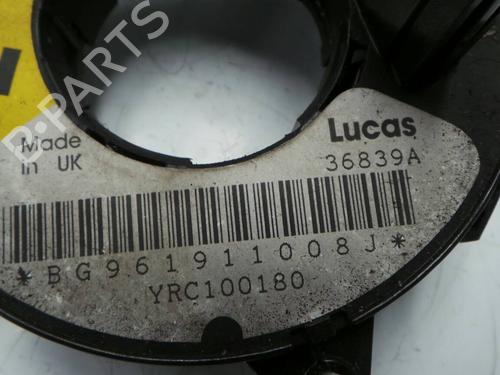 B-PARTS
Made
in UK
Lucas
36839A
*BG961911008J*
YRC100180